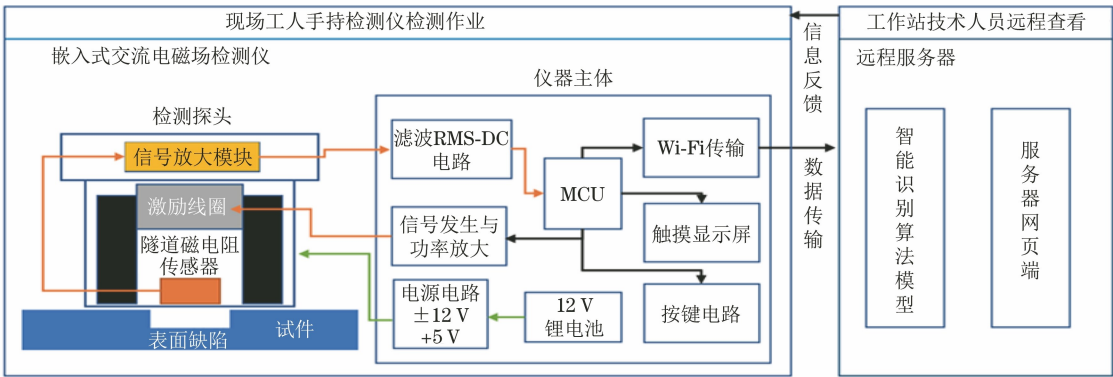 现场工人手持检测仪检测作业
嵌入式交流电磁场检测仪
检测探头
信号放大模块
激励线圈
隧道磁电阻
传感器
表面缺陷
试件
仪器主体
滤波RMS-DC
电路
信号发生与
功率放大
电源电路
±12 V
+5 V
12 V
锂电池
MCU
Wi-Fi传输
触摸显示屏
按键电路
信息反馈
数据传输
工作站技术人员远程查看
远程服务器
智能识别算法模型
服务器网页端